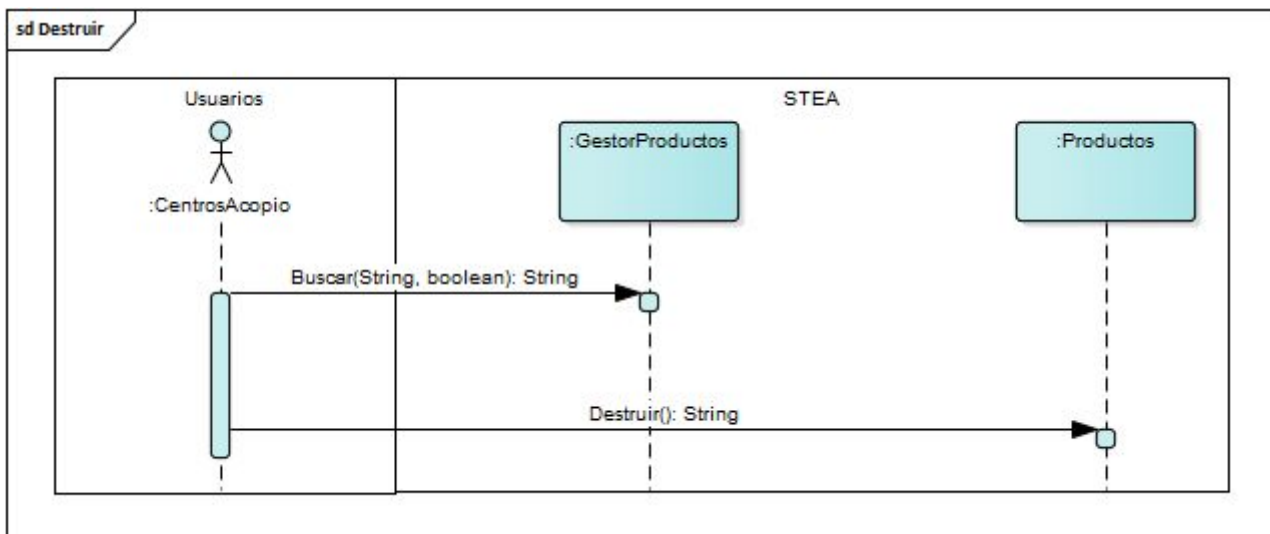 sd Destruir
Usuarios
STEA
:CentrosAcopio
:GestorProductos
:Productos
Buscar(String, boolean): String
Destruir(): String